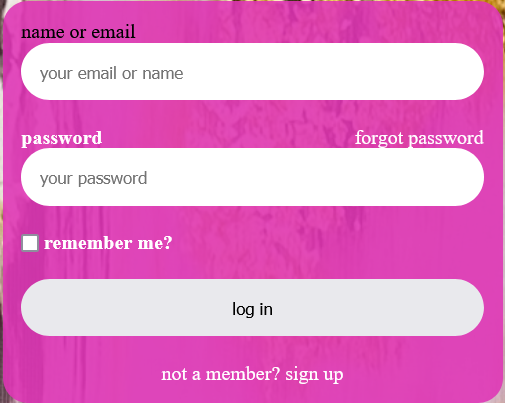 name or email
your email or name
password forgot password
your password
remember me?
log in
not a member? sign up